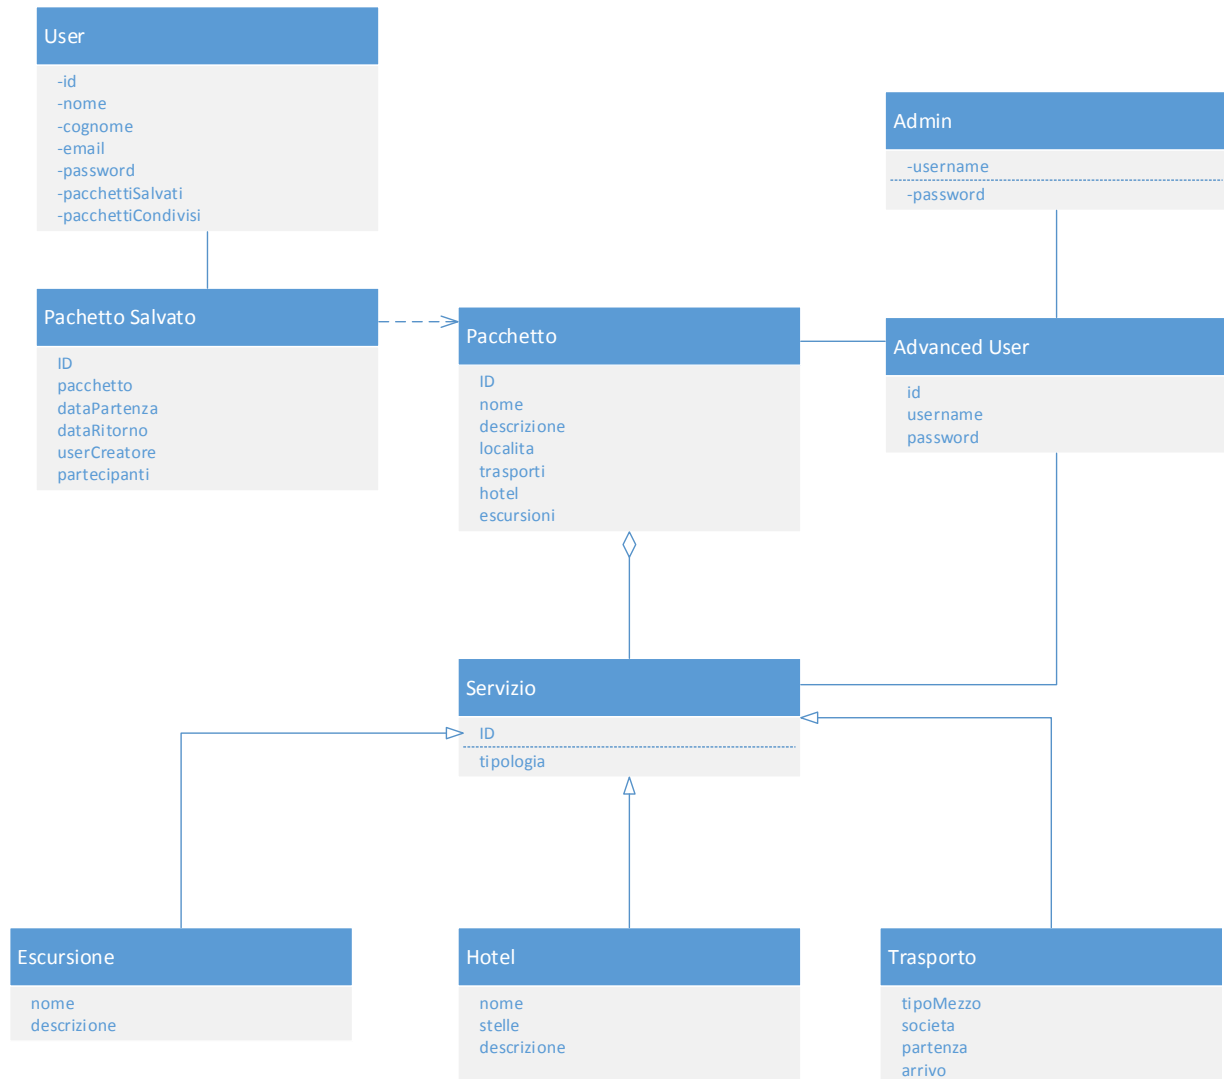 User
-id
-nome
-cognome
-email
-password
-pacchettiSalvati
-pacchettiCondivisi
Admin
-username
-password
Pachetto Salvato
ID
pacchetto
dataPartenza
dataRitorno
userCreatore
partecipanti
Pacchetto
ID
nome
descrizione
localita
trasporti
hotel
escursioni
Advanced User
id
username
password
Servizio
ID
tipologia
Escursione
nome
descrizione
Hotel
nome
stelle
descrizione
Trasporto
tipoMezzo
societa
partenza
arrivo